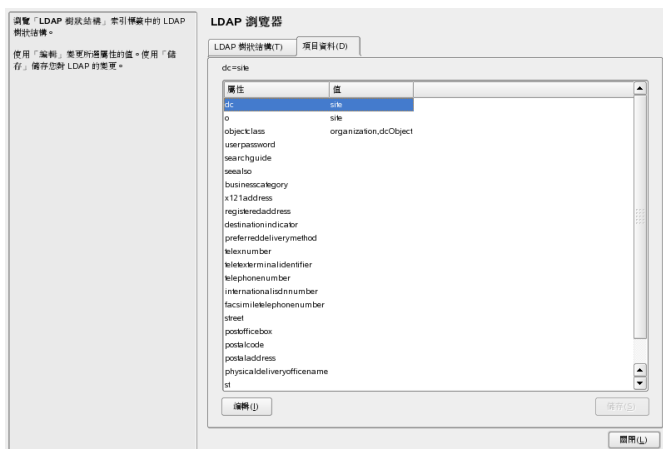 瀏覽「LDAP 樹狀結構」索引標籤中的 LDAP
樹狀結構。
使用「編輯」變更所選屬性的值。使用「儲
存」儲存您對 LDAP 的變更。
LDAP 瀏覽器
LDAP 樹狀結構(T)
項目資料(D)
dc=site
屬性 值
dc site
o site
objectclass organization,dcObject
userpassword
searchguide
seealso
businesscategory
x121address
registeredaddress
destinationindicator
preferreddeliverymethod
telexnumber
teletexterminalidentifier
telephonenumber
internationalisdnnumber
facsimiletelephonenumber
street
postofficebox
postalcode
postaladdress
physicaldeliveryofficename
st
編輯(I)
儲存(S)
關閉(L)